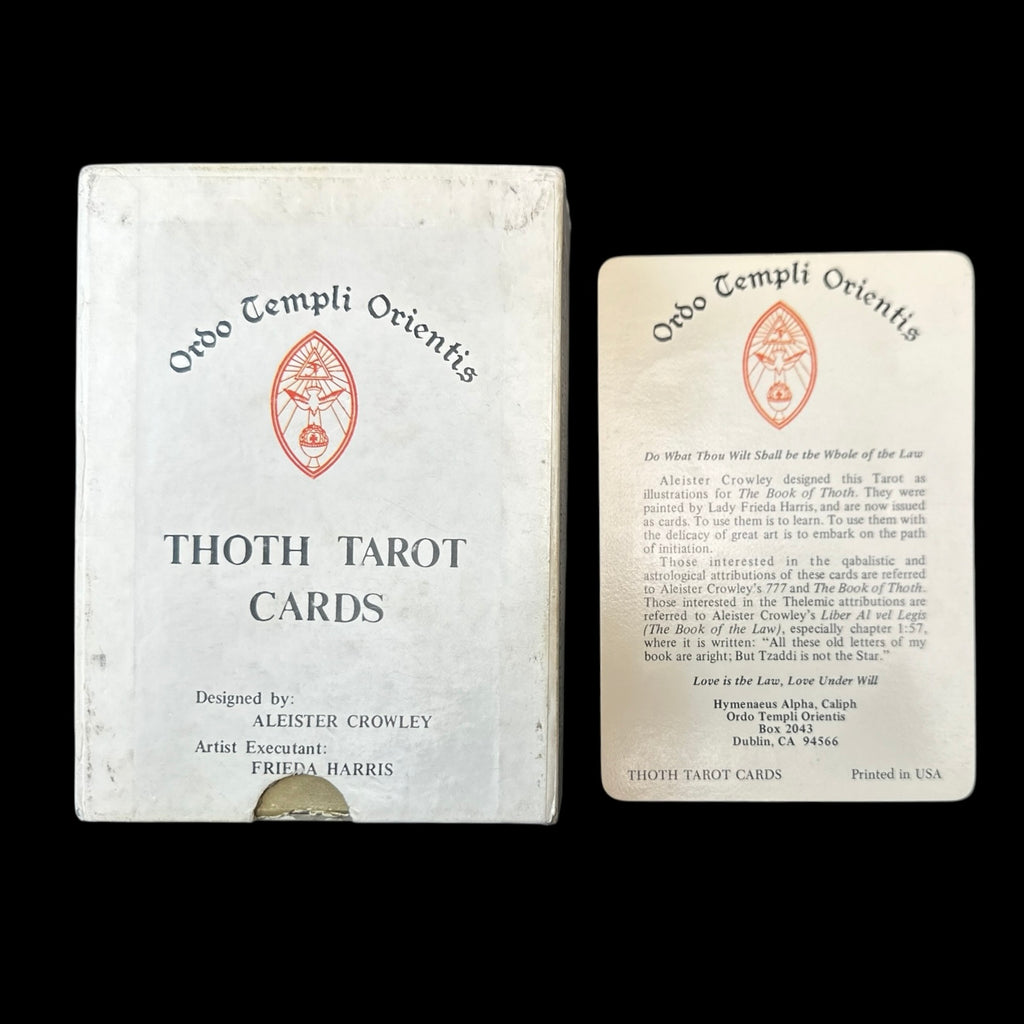 Ordo Templi Orientis
THOTH TAROT
CARDS
Designed by:
ALEISTER CROWLEY
Artist Executant:
FRIEDA HARRIS
Ordo Templi Orientis
Do What Thou Wilt Shall be the Whole of the Law
Aleister Crowley designed this Tarot as
illustrations for The Book of Thoth. They were
painted by Lady Frieda Harris, and are now issued
as cards. To use them is to learn. To use them with
the delicacy of great art is to embark on the path
of initiation.
Those interested in the qabalistic and
astrological attributions of these cards are referred
to Aleister Crowley's 777 and The Book of Thoth.
Those interested in the Thelemic attributions are
referred to Aleister Crowley's Liber Al vel Legis
(The Book of the Law), especially chapter 1:57,
where it is written: "All these old letters of my
book are aright; But Tzaddi is not the Star."
Love is the Law, Love Under Will
Hymenaeus Alpha, Caliph
Ordo Templi Orientis
Box 2043
Dublin, CA 94566
THOTH TAROT CARDS Printed in USA